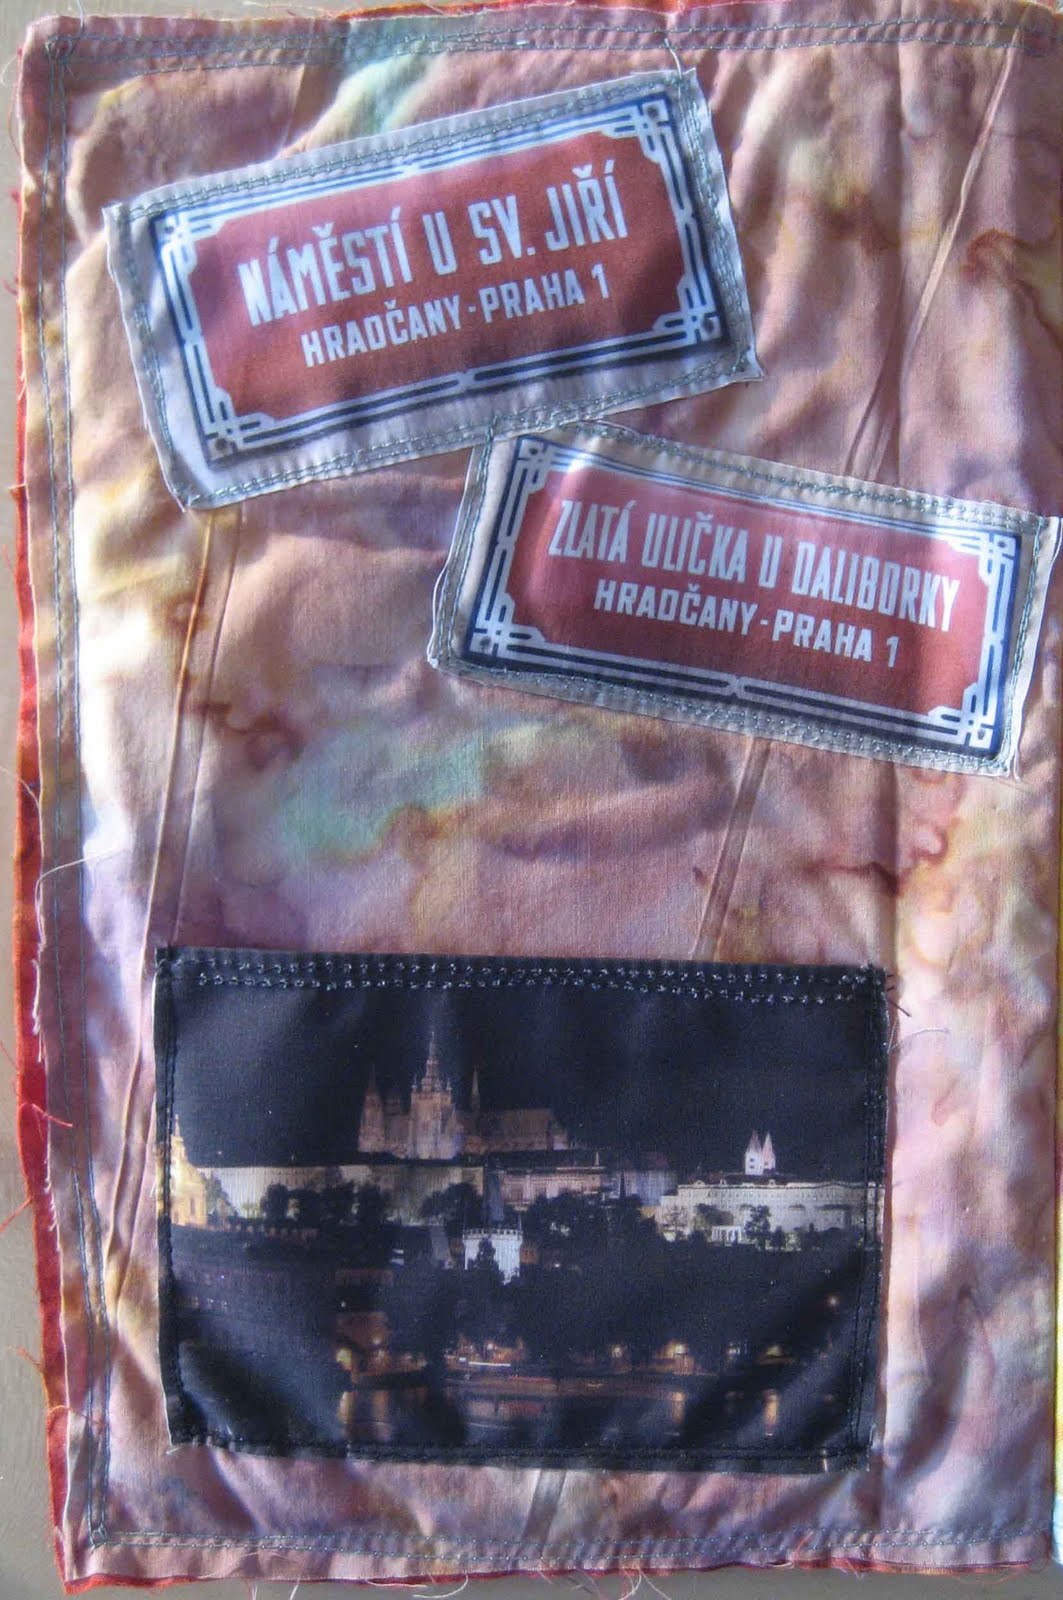 NÁMĚSTÍ U SV. JIŘÍ
HRADČANY-PRAHA 1
ZLATÁ ULIČKA U DALIBORKY
HRADČANY-PRAHA 1